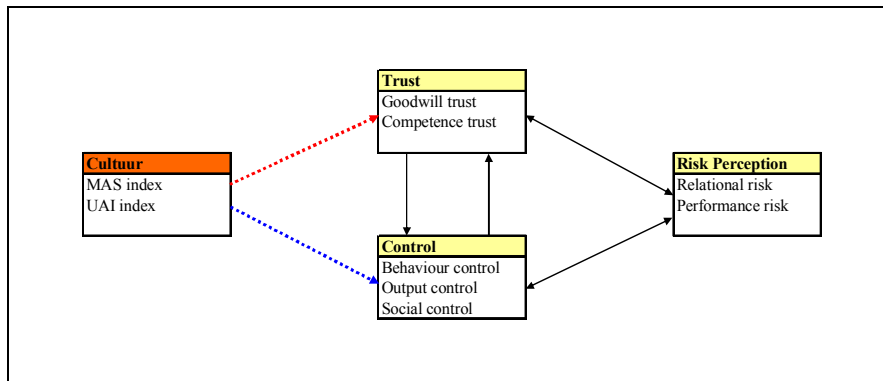 Trust
Goodwill trust
Competence trust
Cultuur
MAS index
UAI index
Risk Perception
Relational risk
Performance risk
Control
Behaviour control
Output control
Social control